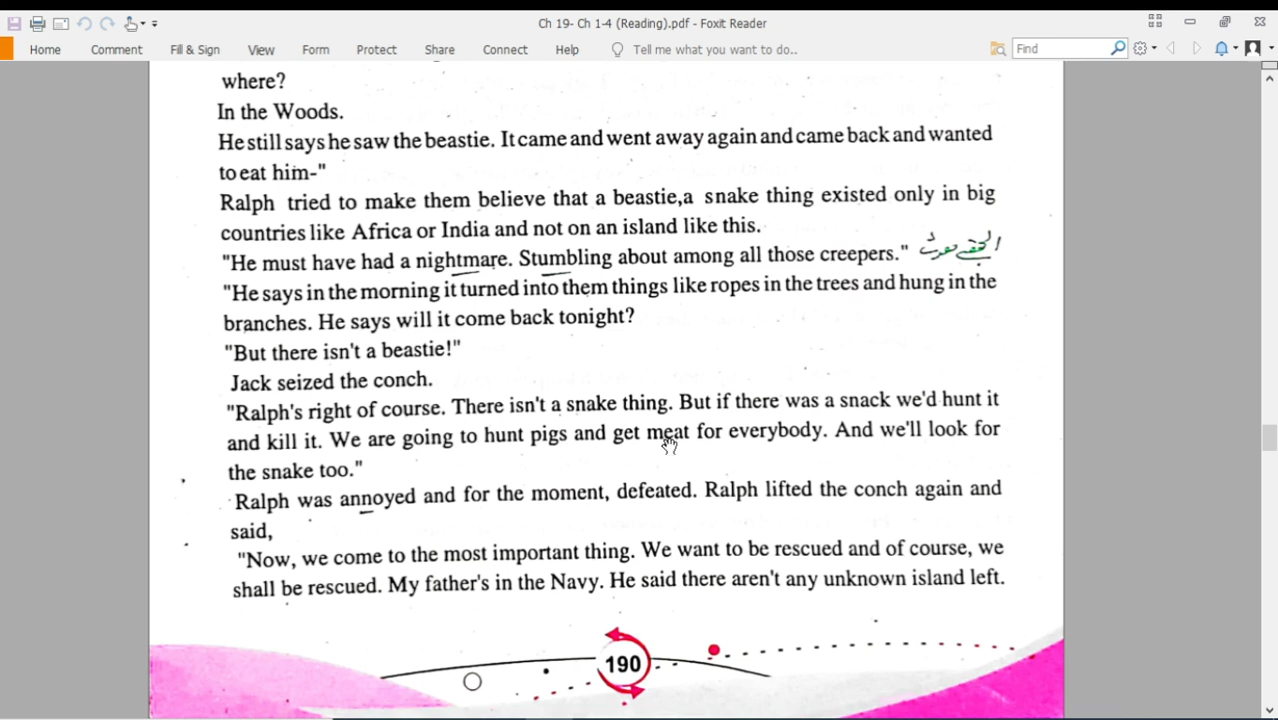 Ch 19- Ch 1-4 (Reading).pdf - Foxit Reader
Home Comment Fill & Sign View Form Protect Share Connect Help Tell me what you want to do.. Find
where?
In the Woods.
He still says he saw the beastie. It came and went away again and came back and wanted
to eat him-"
Ralph tried to make them believe that a beastie,a snake thing existed only in big
countries like Africa or India and not on an island like this.
"He must have had a nightmare. Stumbling about among all those creepers."
"He says in the morning it turned into them things like ropes in the trees and hung in the
branches. He says will it come back tonight?
"But there isn't a beastie!"
Jack seized the conch.
"Ralph's right of course. There isn't a snake thing. But if there was a snack we'd hunt it
and kill it. We are going to hunt pigs and get meat for everybody. And we'll look for
the snake too."
Ralph was annoyed and for the moment, defeated. Ralph lifted the conch again and
said,
"Now, we come to the most important thing. We want to be rescued and of course, we
shall be rescued. My father's in the Navy. He said there aren't any unknown island left.
190